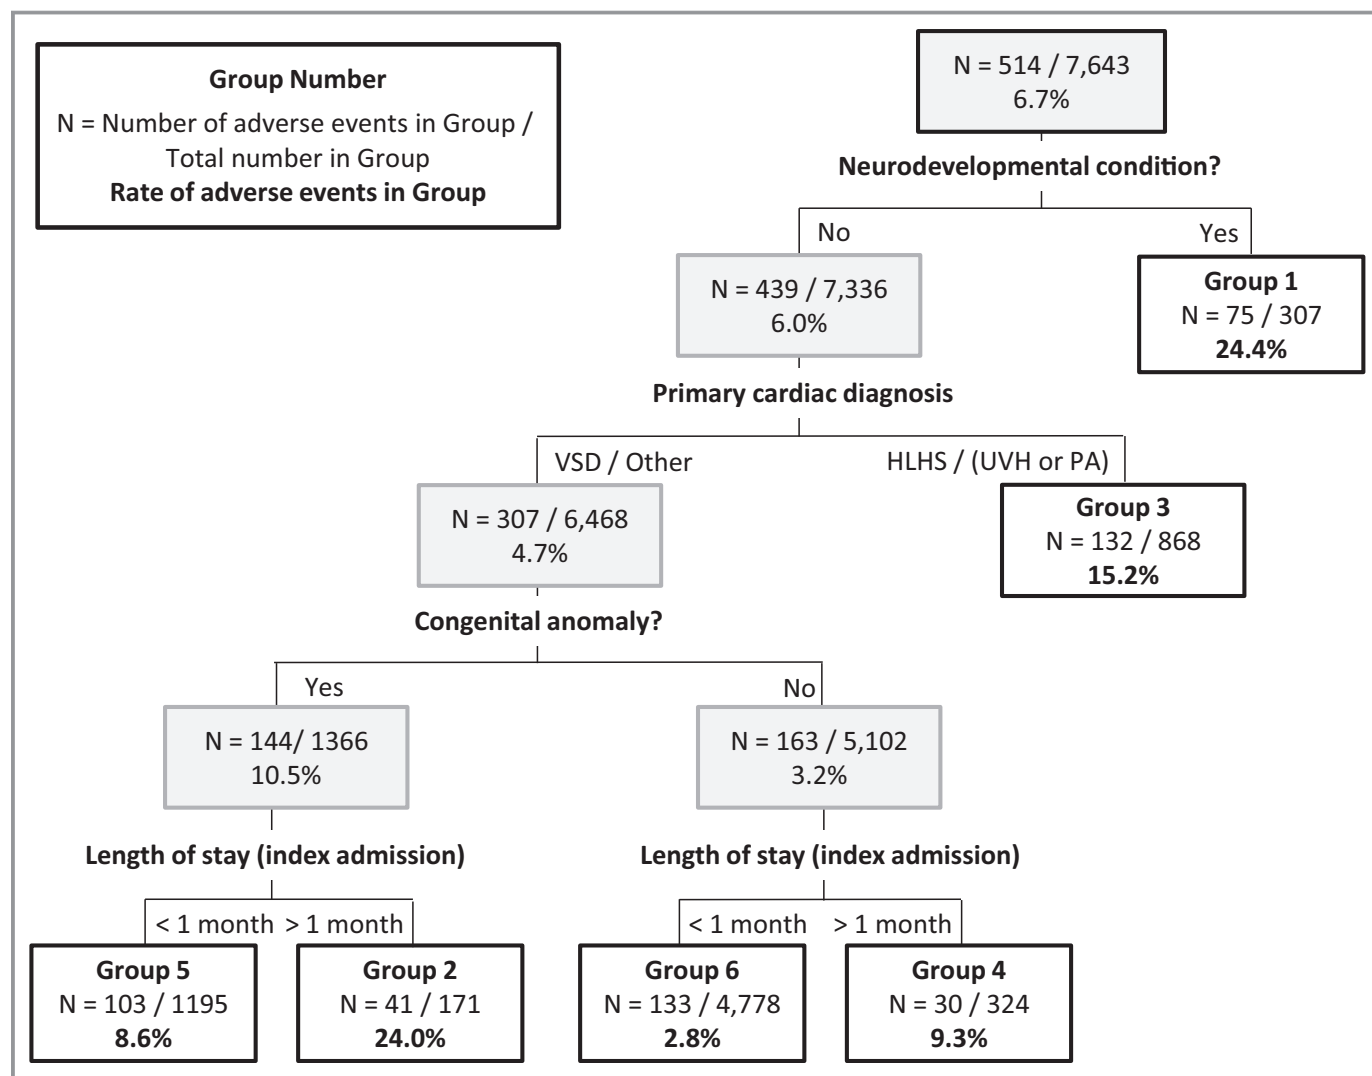 Group Number
N = Number of adverse events in Group /
Total number in Group
Rate of adverse events in Group
N = 514 / 7,643
6.7%
Neurodevelopmental condition?
No
Yes
N = 439 / 7,336
6.0%
Group 1
N = 75 / 307
24.4%
Primary cardiac diagnosis
VSD / Other
HLHS / (UVH or PA)
N = 307 / 6,468
4.7%
Group 3
N = 132 / 868
15.2%
Congenital anomaly?
Yes
No
N = 144/ 1366
10.5%
N = 163 / 5,102
3.2%
Length of stay (index admission)
Length of stay (index admission)
< 1 month
> 1 month
< 1 month
> 1 month
Group 5
N = 103 / 1195
8.6%
Group 2
N = 41 / 171
24.0%
Group 6
N = 133 / 4,778
2.8%
Group 4
N = 30 / 324
9.3%